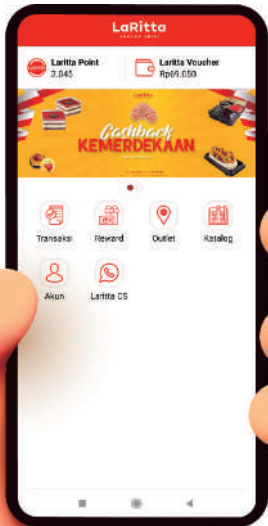 LaRitta
Laritta Point
2.045
Laritta Voucher
Rp69.050
Cashback
KEMERDEKAAN
Transaksi
Reward
Outlet
Katalog
Akun
Laritta CS